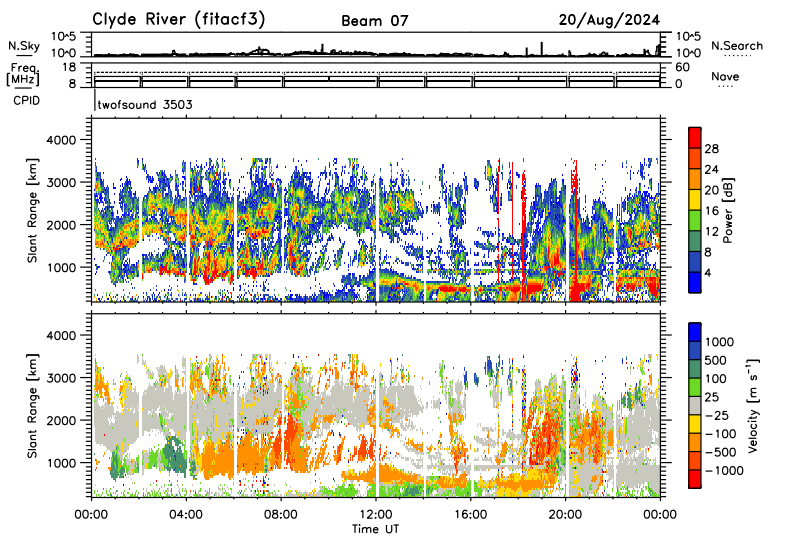 Clyde River (fitacf3) Beam 07 20/Aug/2024
N.Sky 10^5 10^0 10^5 10^0 N.Search
Freq. [MHz] 18 8 60 0 Nave
CPID twofsound 3503
Slant Range [km] 4000 3000 2000 1000
28 24 20 16 12 8 4 Power [dB]
Slant Range [km] 4000 3000 2000 1000
1000 500 100 25 −25 −100 −500 −1000 Velocity [m s⁻¹]
00:00 04:00 08:00 12:00 16:00 20:00 00:00
Time UT